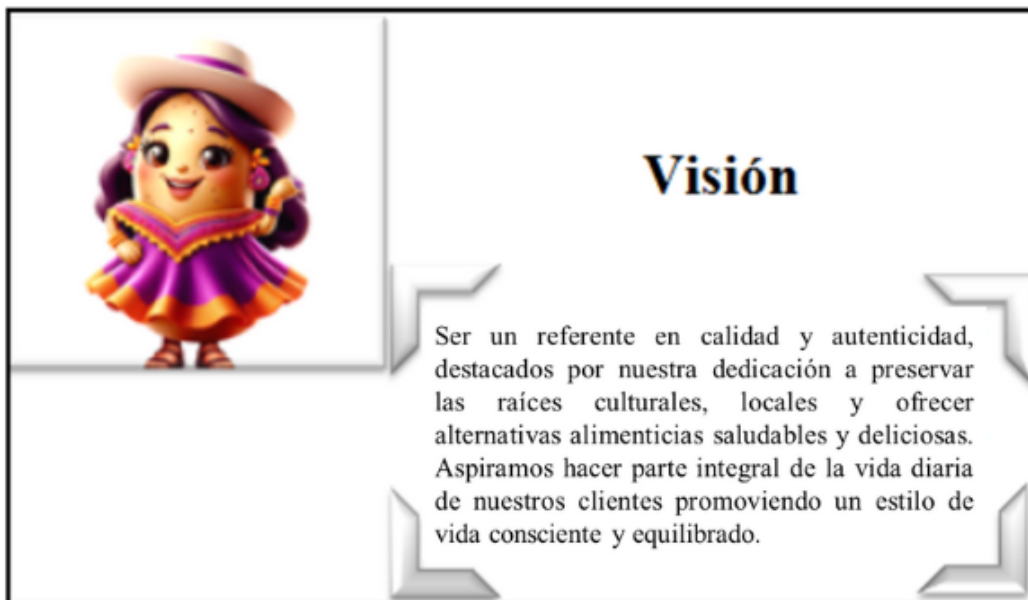 Visión
Ser un referente en calidad y autenticidad,
destacados por nuestra dedicación a preservar
las raíces culturales, locales y ofrecer
alternativas alimenticias saludables y deliciosas.
Aspiramos hacer parte integral de la vida diaria
de nuestros clientes promoviendo un estilo de
vida consciente y equilibrado.